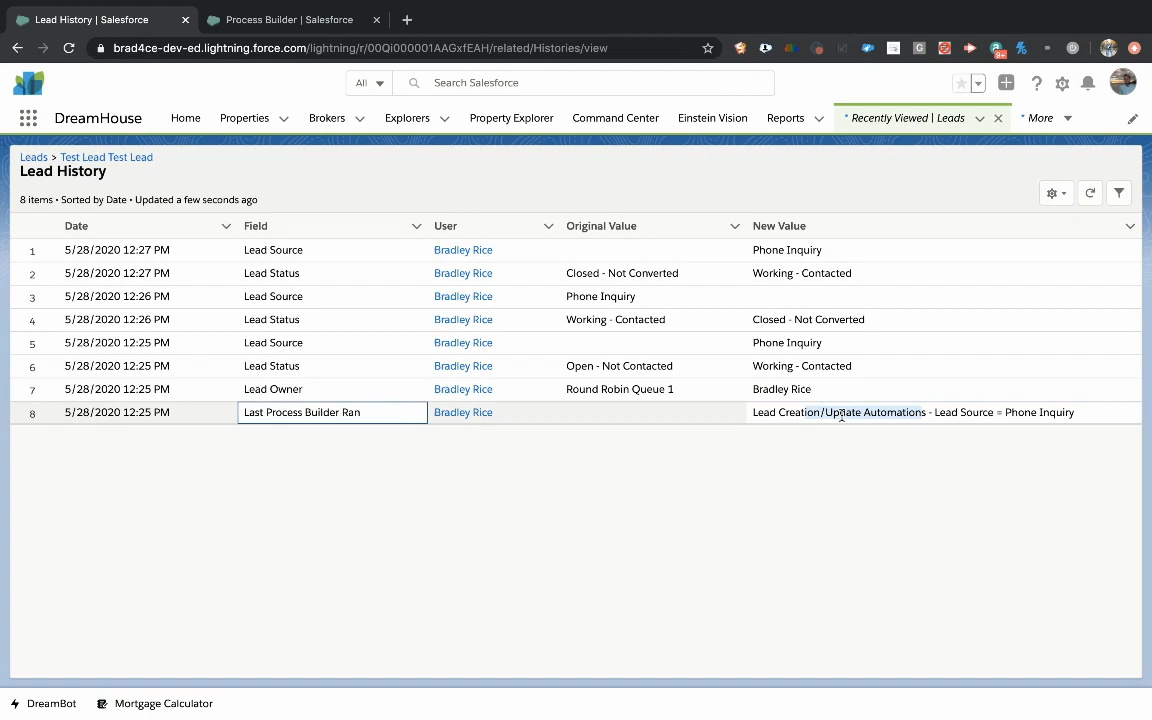 Lead History | Salesforce
Process Builder | Salesforce
brad4ce-dev-ed.lightning.force.com/lightning/r/00Qi000001AAGxfEAH/related/Histories/view
G
9+
All
Search Salesforce
DreamHouse Home Properties Brokers Explorers Property Explorer Command Center Einstein Vision Reports * Recently Viewed | Leads * More
Leads > Test Lead Test Lead
Lead History
8 items • Sorted by Date • Updated a few seconds ago
Date Field User Original Value New Value
1 5/28/2020 12:27 PM Lead Source Bradley Rice Phone Inquiry
2 5/28/2020 12:27 PM Lead Status Bradley Rice Closed - Not Converted Working - Contacted
3 5/28/2020 12:26 PM Lead Source Bradley Rice Phone Inquiry
4 5/28/2020 12:26 PM Lead Status Bradley Rice Working - Contacted Closed - Not Converted
5 5/28/2020 12:25 PM Lead Source Bradley Rice Phone Inquiry
6 5/28/2020 12:25 PM Lead Status Bradley Rice Open - Not Contacted Working - Contacted
7 5/28/2020 12:25 PM Lead Owner Bradley Rice Round Robin Queue 1 Bradley Rice
8 5/28/2020 12:25 PM Last Process Builder Ran Bradley Rice Lead Creation/Update Automations - Lead Source = Phone Inquiry
DreamBot Mortgage Calculator